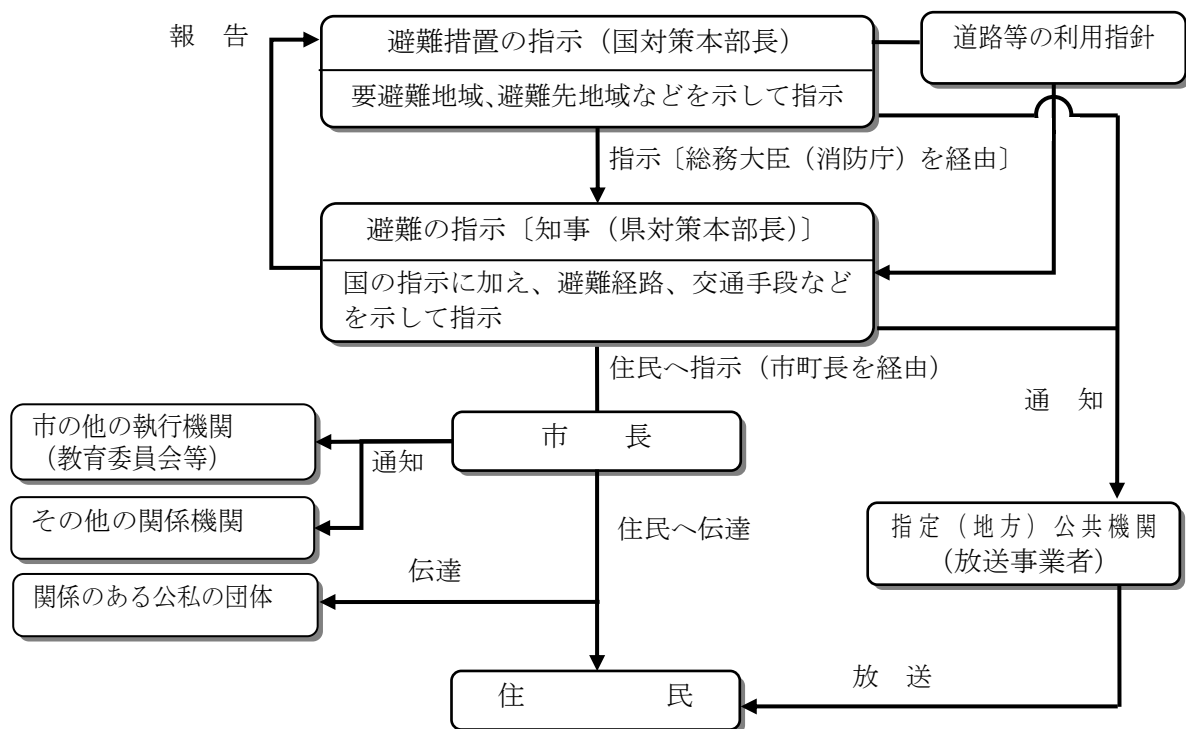 報　告
避難措置の指示（国対策本部長）
道路等の利用指針
要避難地域、避難先地域などを示して指示
指示〔総務大臣（消防庁）を経由〕
避難の指示〔知事（県対策本部長）〕
国の指示に加え、避難経路、交通手段など
を示して指示
住民へ指示（市町長を経由）
通　知
市の他の執行機関
（教育委員会等）
市　　長
通知
その他の関係機関
住民へ伝達
指定（地方）公共機関
（放送事業者）
伝達
関係のある公私の団体
放　送
住　　　　民